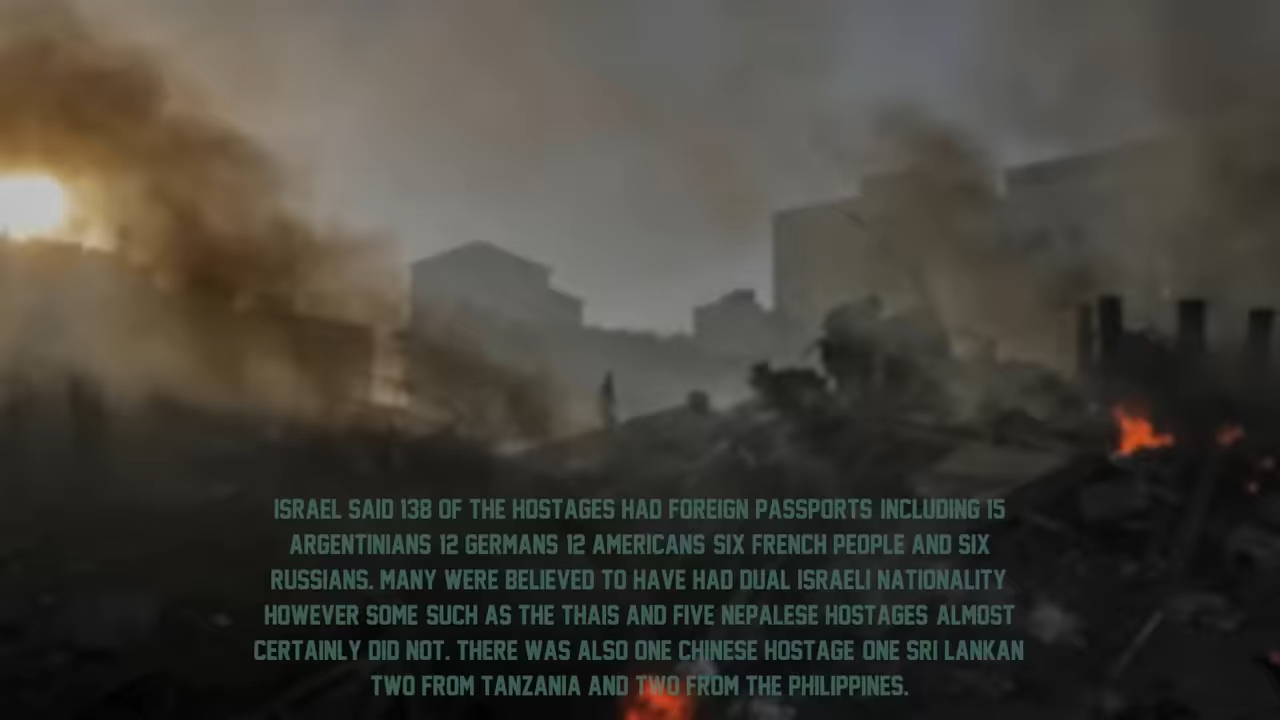 ISRAEL SAID 138 OF THE HOSTAGES HAD FOREIGN PASSPORTS INCLUDING 15
ARGENTINIANS 12 GERMANS 12 AMERICANS SIX FRENCH PEOPLE AND SIX
RUSSIANS. MANY WERE BELIEVED TO HAVE HAD DUAL ISRAELI NATIONALITY
HOWEVER SOME SUCH AS THE THAIS AND FIVE NEPALESE HOSTAGES ALMOST
CERTAINLY DID NOT. THERE WAS ALSO ONE CHINESE HOSTAGE ONE SRI LANKAN
TWO FROM TANZANIA AND TWO FROM THE PHILIPPINES.